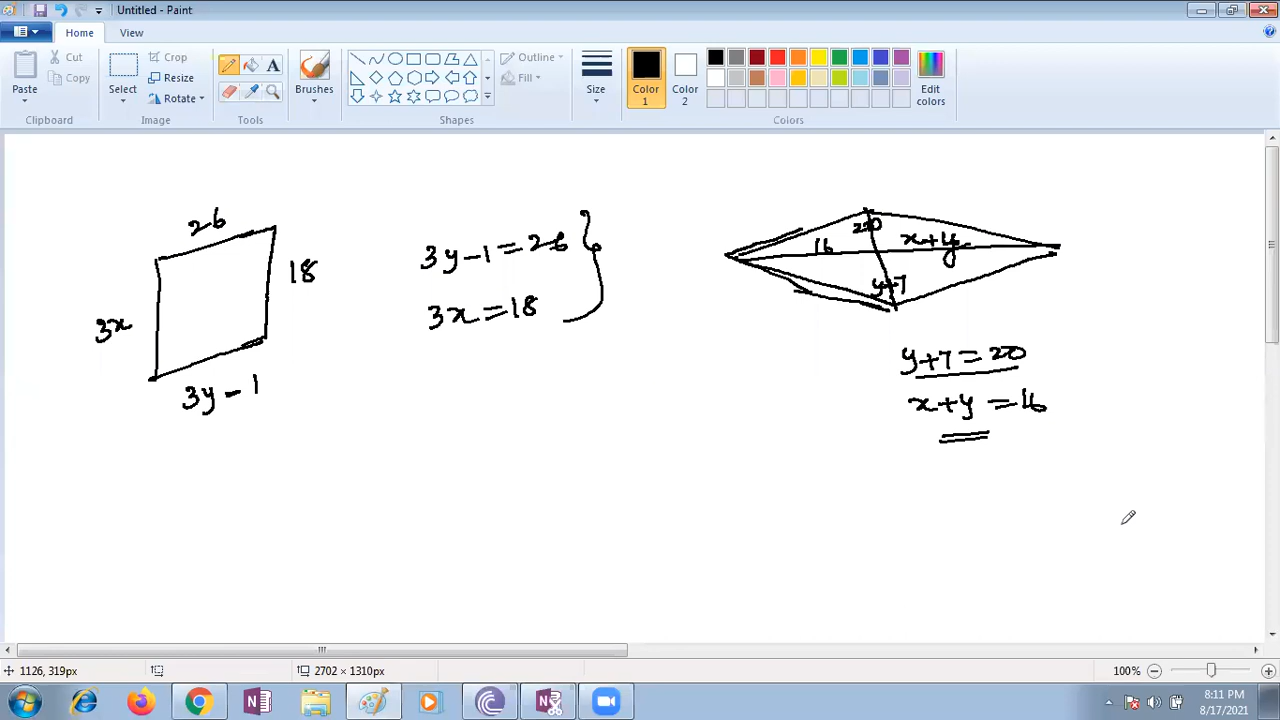 Untitled - Paint
Home
View
Paste
Cut
Copy
Clipboard
Select
Crop
Resize
Rotate
Image
Tools
Brushes
Shapes
Outline
Fill
Size
Color 1
Color 2
Edit colors
Colors
26
18
3x
3y - 1
3y - 1 = 26
3x = 18
20
16
x+y
y+7
y+7 = 20
x+y = 16
1126, 319px
2702 × 1310px
100%
8:11 PM
8/17/2021